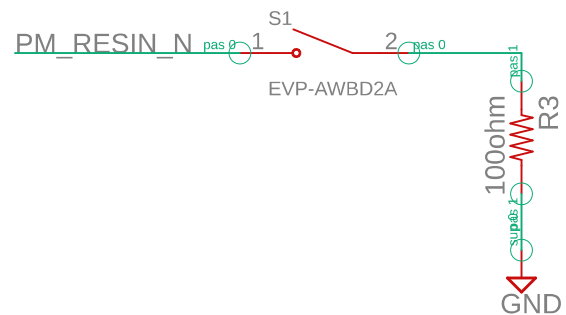 S1
PM_RESIN_N
pas 0
1
2
pas 0
EVP-AWBD2A
pas 1
100ohm
R3
pas 1
sup 0
GND